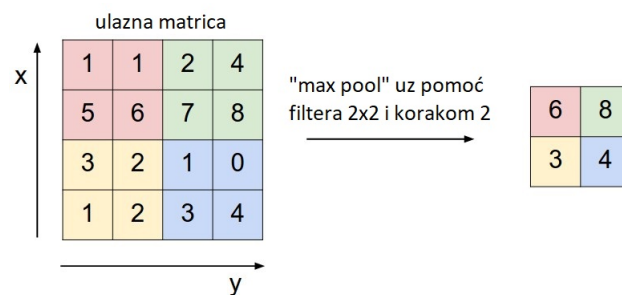 ulazna matrica
x
1 1 2 4
5 6 7 8
3 2 1 0
1 2 3 4
y
"max pool" uz pomoć
filtera 2x2 i korakom 2
6 8
3 4